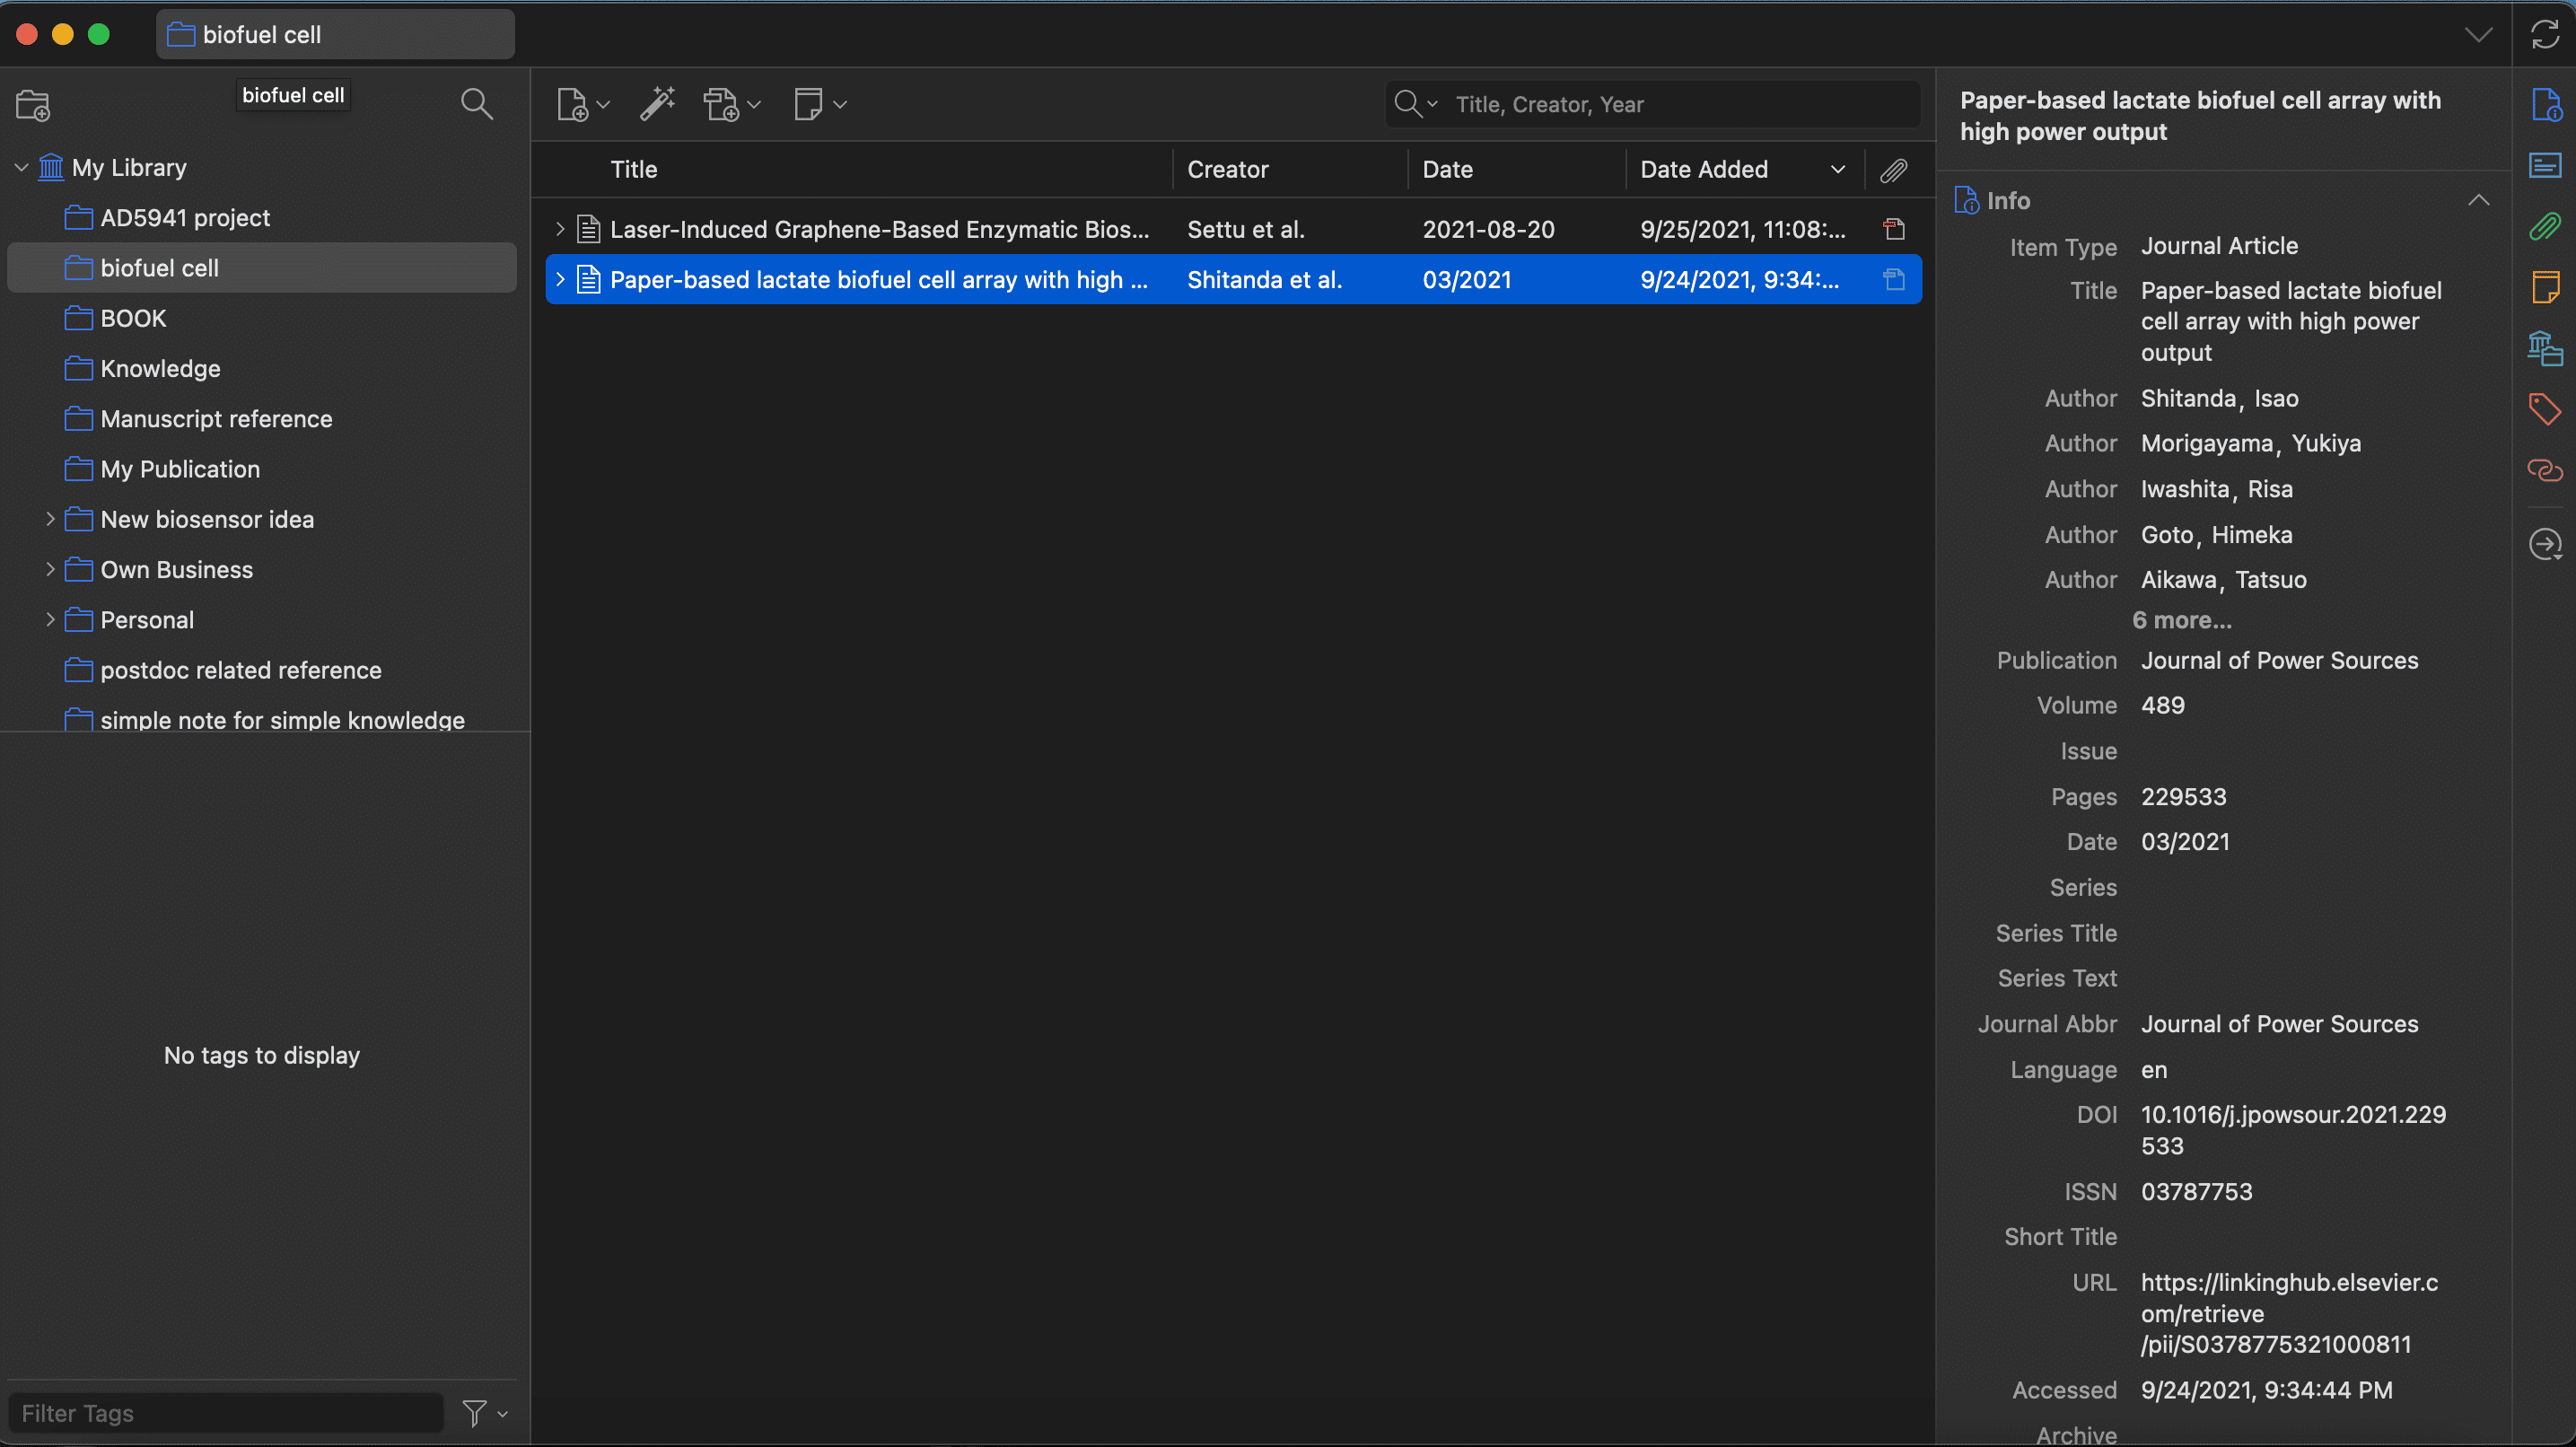 biofuel cell
biofuel cell
My Library
AD5941 project
biofuel cell
BOOK
Knowledge
Manuscript reference
My Publication
New biosensor idea
Own Business
Personal
postdoc related reference
simple note for simple knowledge
No tags to display
Filter Tags
Title, Creator, Year
Title Creator Date Date Added
Laser-Induced Graphene-Based Enzymatic Bios... Settu et al. 2021-08-20 9/25/2021, 11:08:...
Paper-based lactate biofuel cell array with high ... Shitanda et al. 03/2021 9/24/2021, 9:34:...
Paper-based lactate biofuel cell array with
high power output
Info
Item Type Journal Article
Title Paper-based lactate biofuel
cell array with high power
output
Author Shitanda, Isao
Author Morigayama, Yukiya
Author Iwashita, Risa
Author Goto, Himeka
Author Aikawa, Tatsuo
6 more...
Publication Journal of Power Sources
Volume 489
Issue
Pages 229533
Date 03/2021
Series
Series Title
Series Text
Journal Abbr Journal of Power Sources
Language en
DOI 10.1016/j.jpowsour.2021.229
533
ISSN 03787753
Short Title
URL https://linkinghub.elsevier.c
om/retrieve
/pii/S0378775321000811
Accessed 9/24/2021, 9:34:44 PM
Archive